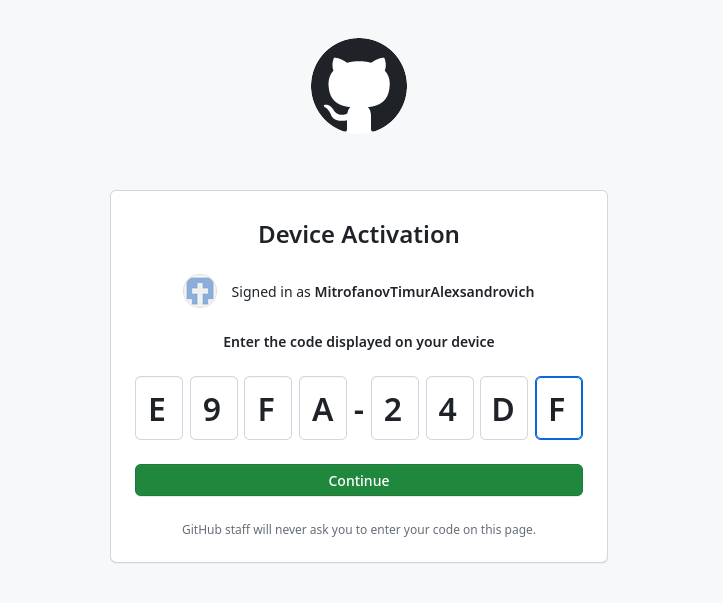 Device Activation
Signed in as MitrofanovTimurAlexsandrovich
Enter the code displayed on your device
E 9 F A - 2 4 D F
Continue
GitHub staff will never ask you to enter your code on this page.